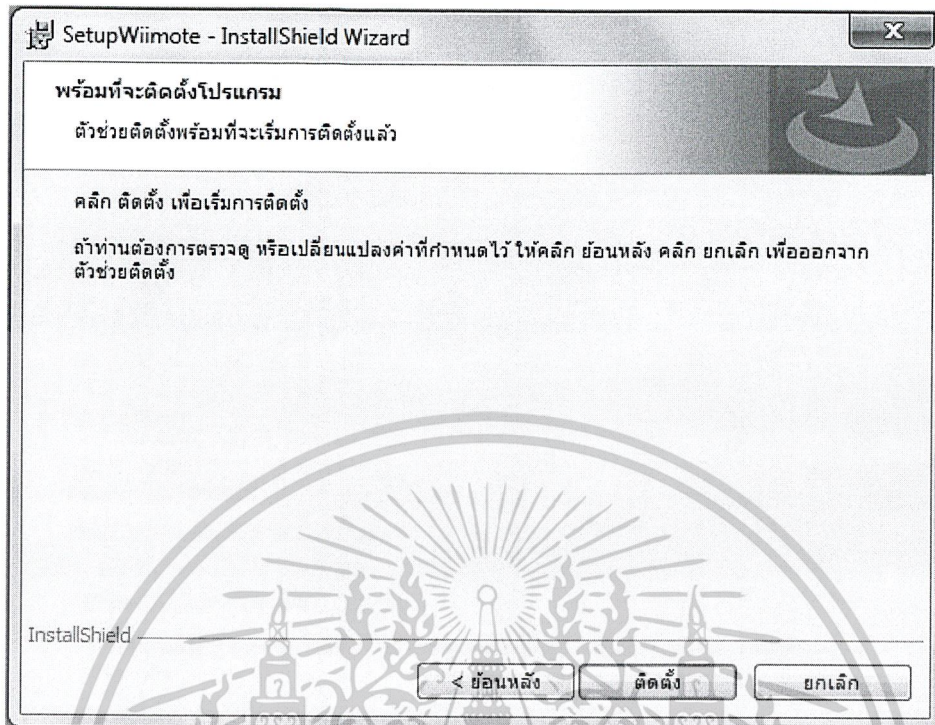 SetupWiimote - InstallShield Wizard
พร้อมที่จะติดตั้งโปรแกรม
ตัวช่วยติดตั้งพร้อมที่จะเริ่มการติดตั้งแล้ว
คลิก ติดตั้ง เพื่อเริ่มการติดตั้ง
ถ้าท่านต้องการตรวจดู หรือเปลี่ยนแปลงค่าที่กำหนดไว้ ให้คลิก ย้อนหลัง คลิก ยกเลิก เพื่อออกจาก
ตัวช่วยติดตั้ง
InstallShield
< ย้อนหลัง
ติดตั้ง
ยกเลิก